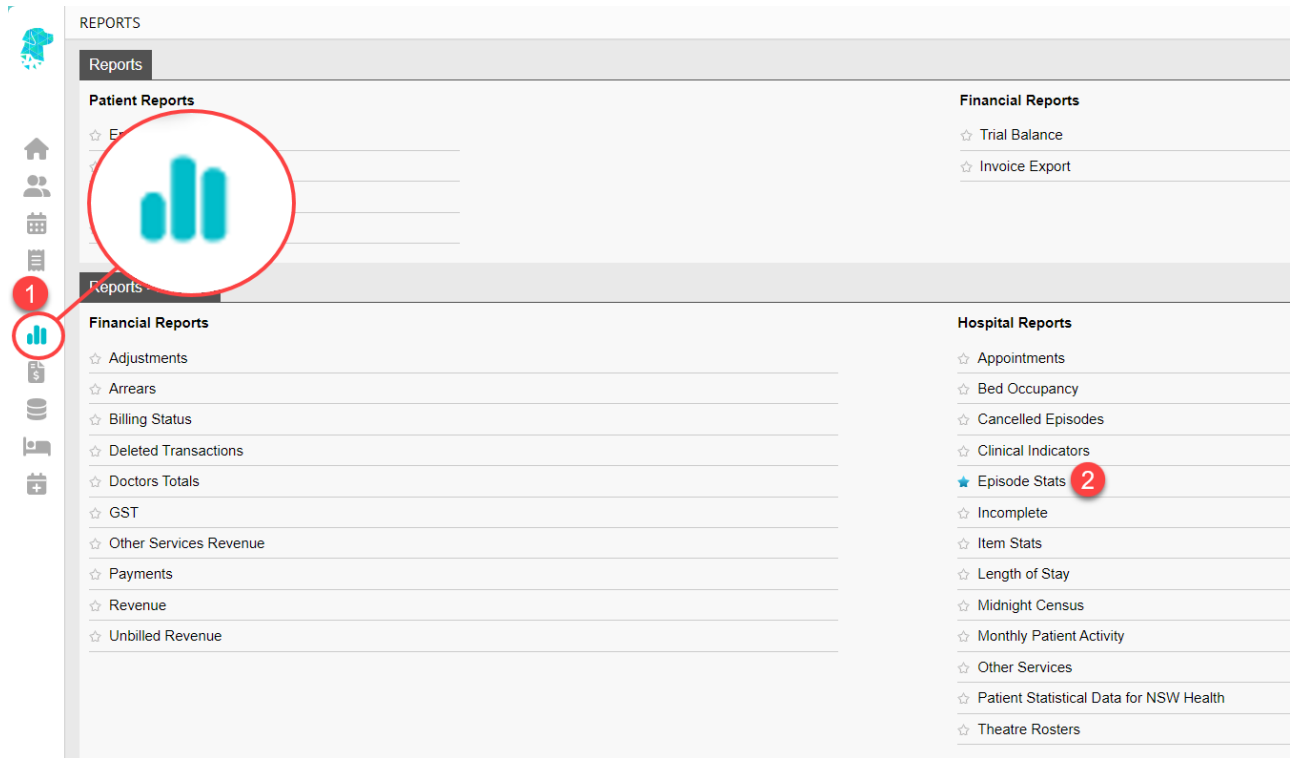 REPORTS
Reports
Patient Reports
Financial Reports
Trial Balance
Invoice Export
1
Reports
Financial Reports
Adjustments
Arrears
Billing Status
Deleted Transactions
Doctors Totals
GST
Other Services Revenue
Payments
Revenue
Unbilled Revenue
Hospital Reports
Appointments
Bed Occupancy
Cancelled Episodes
Clinical Indicators
Episode Stats 2
Incomplete
Item Stats
Length of Stay
Midnight Census
Monthly Patient Activity
Other Services
Patient Statistical Data for NSW Health
Theatre Rosters